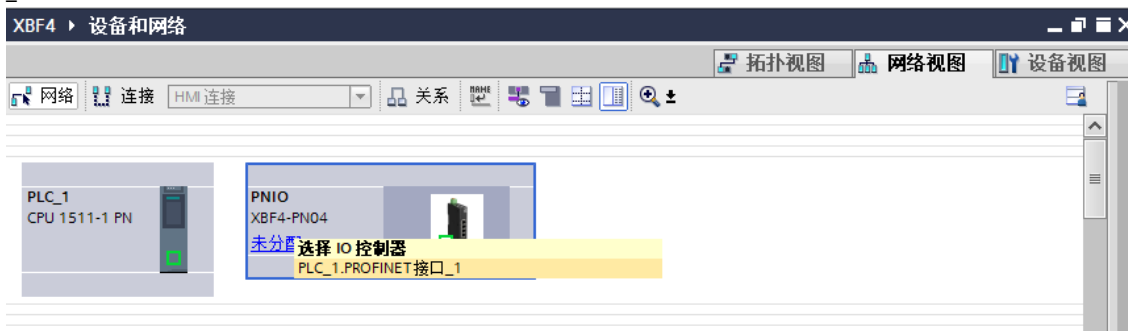 XBF4 ▸ 设备和网络
拓扑视图 网络视图 设备视图
网络 连接 HMI 连接 关系
PLC_1
CPU 1511-1 PN
PNIO
XBF4-PN04
未分配
选择 IO 控制器
PLC_1.PROFINET接口_1